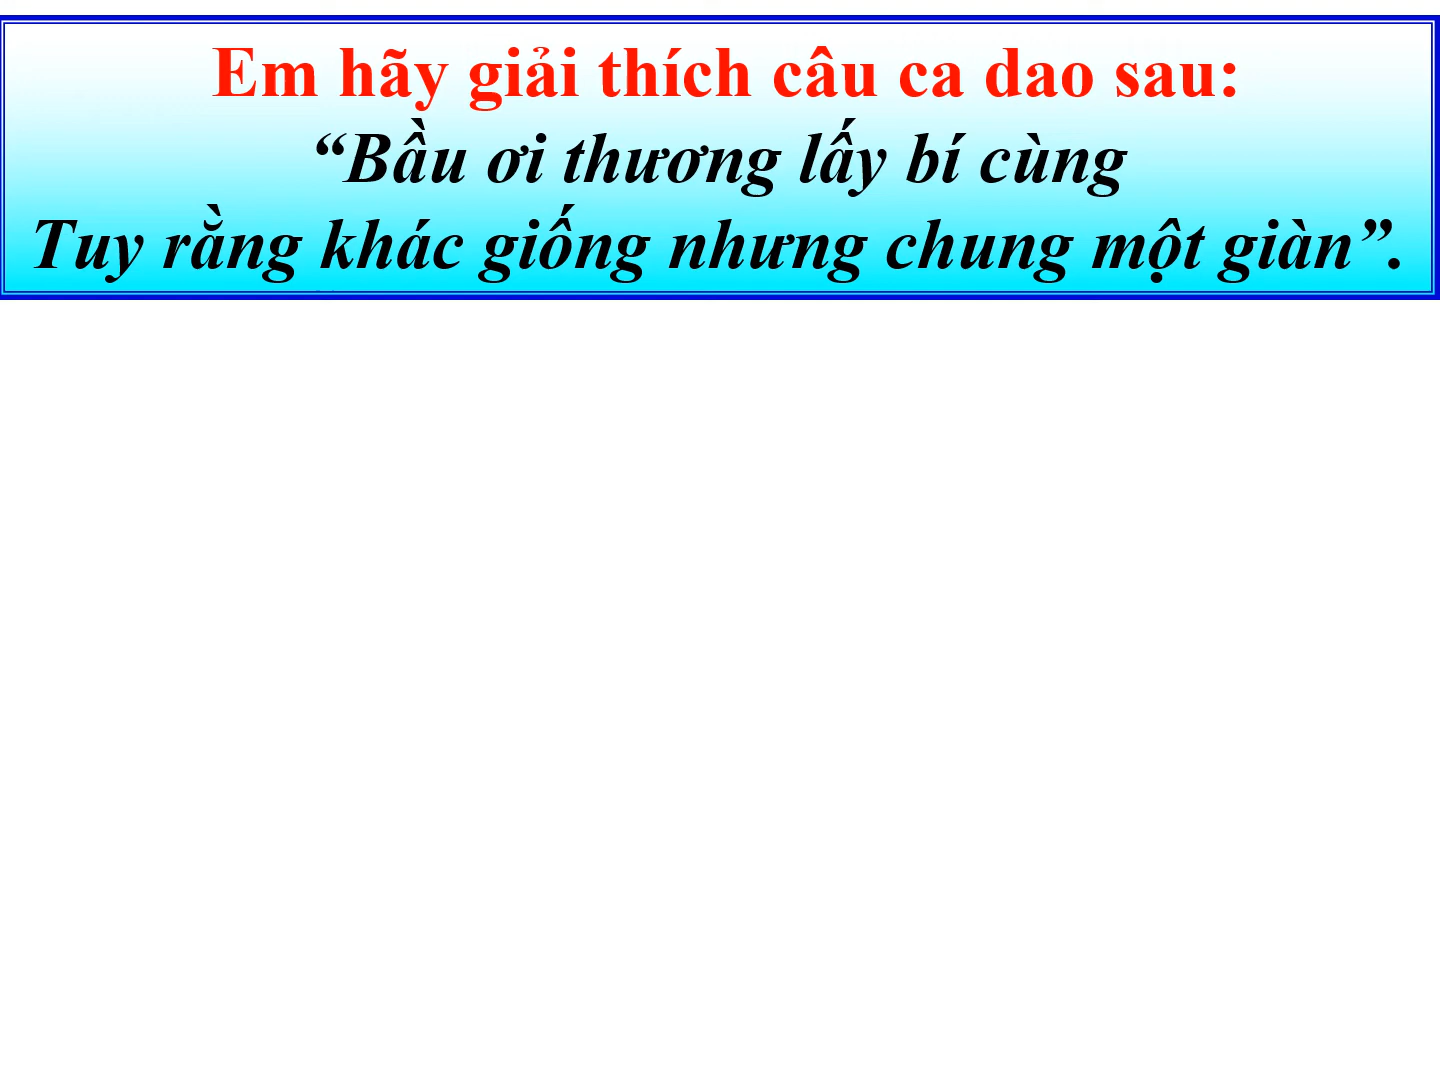 Em hãy giải thích câu ca dao sau:
“Bầu ơi thương lấy bí cùng
Tuy rằng khác giống nhưng chung một giàn”.